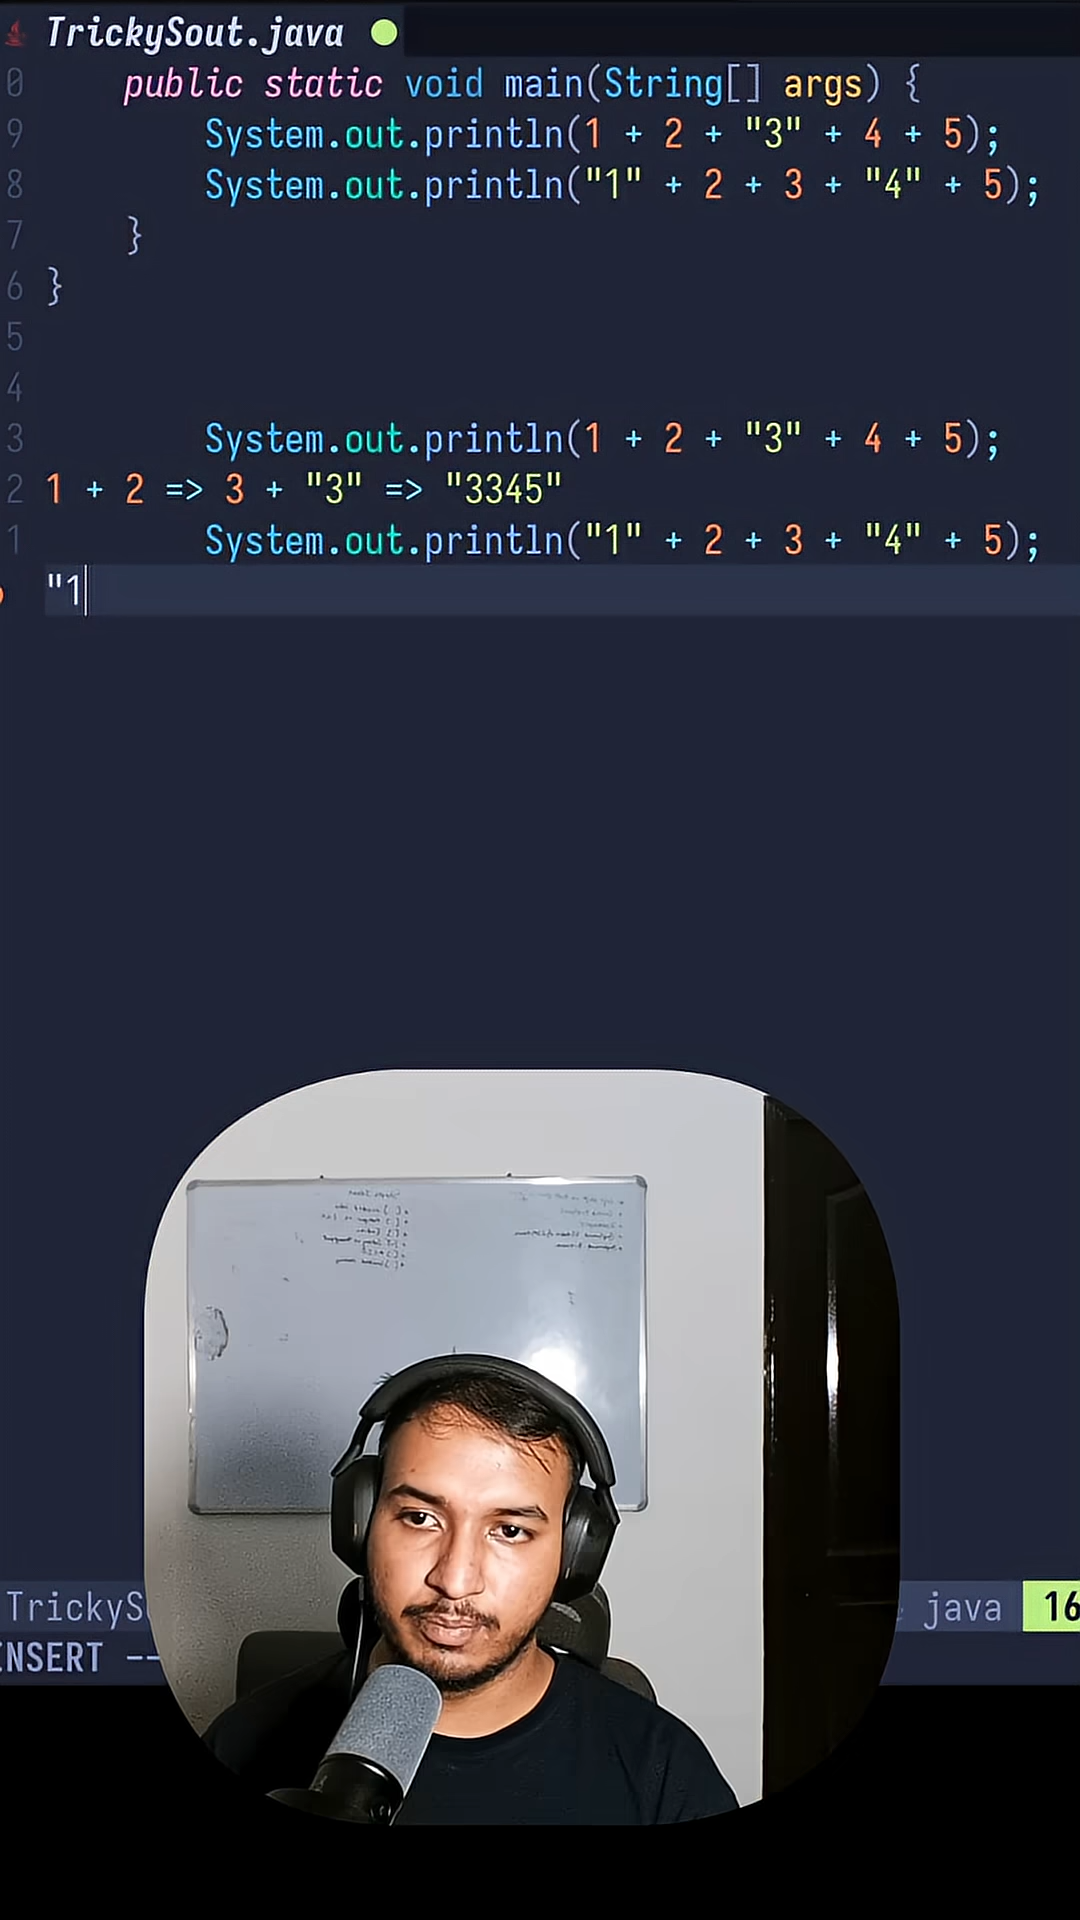 TrickySout.java
0 public static void main(String[] args) {
9 System.out.println(1 + 2 + "3" + 4 + 5);
8 System.out.println("1" + 2 + 3 + "4" + 5);
7 }
6 }
5
4
3 System.out.println(1 + 2 + "3" + 4 + 5);
2 1 + 2 => 3 + "3" => "3345"
1 System.out.println("1" + 2 + 3 + "4" + 5);
"1
TrickyS
java 16
NSERT --